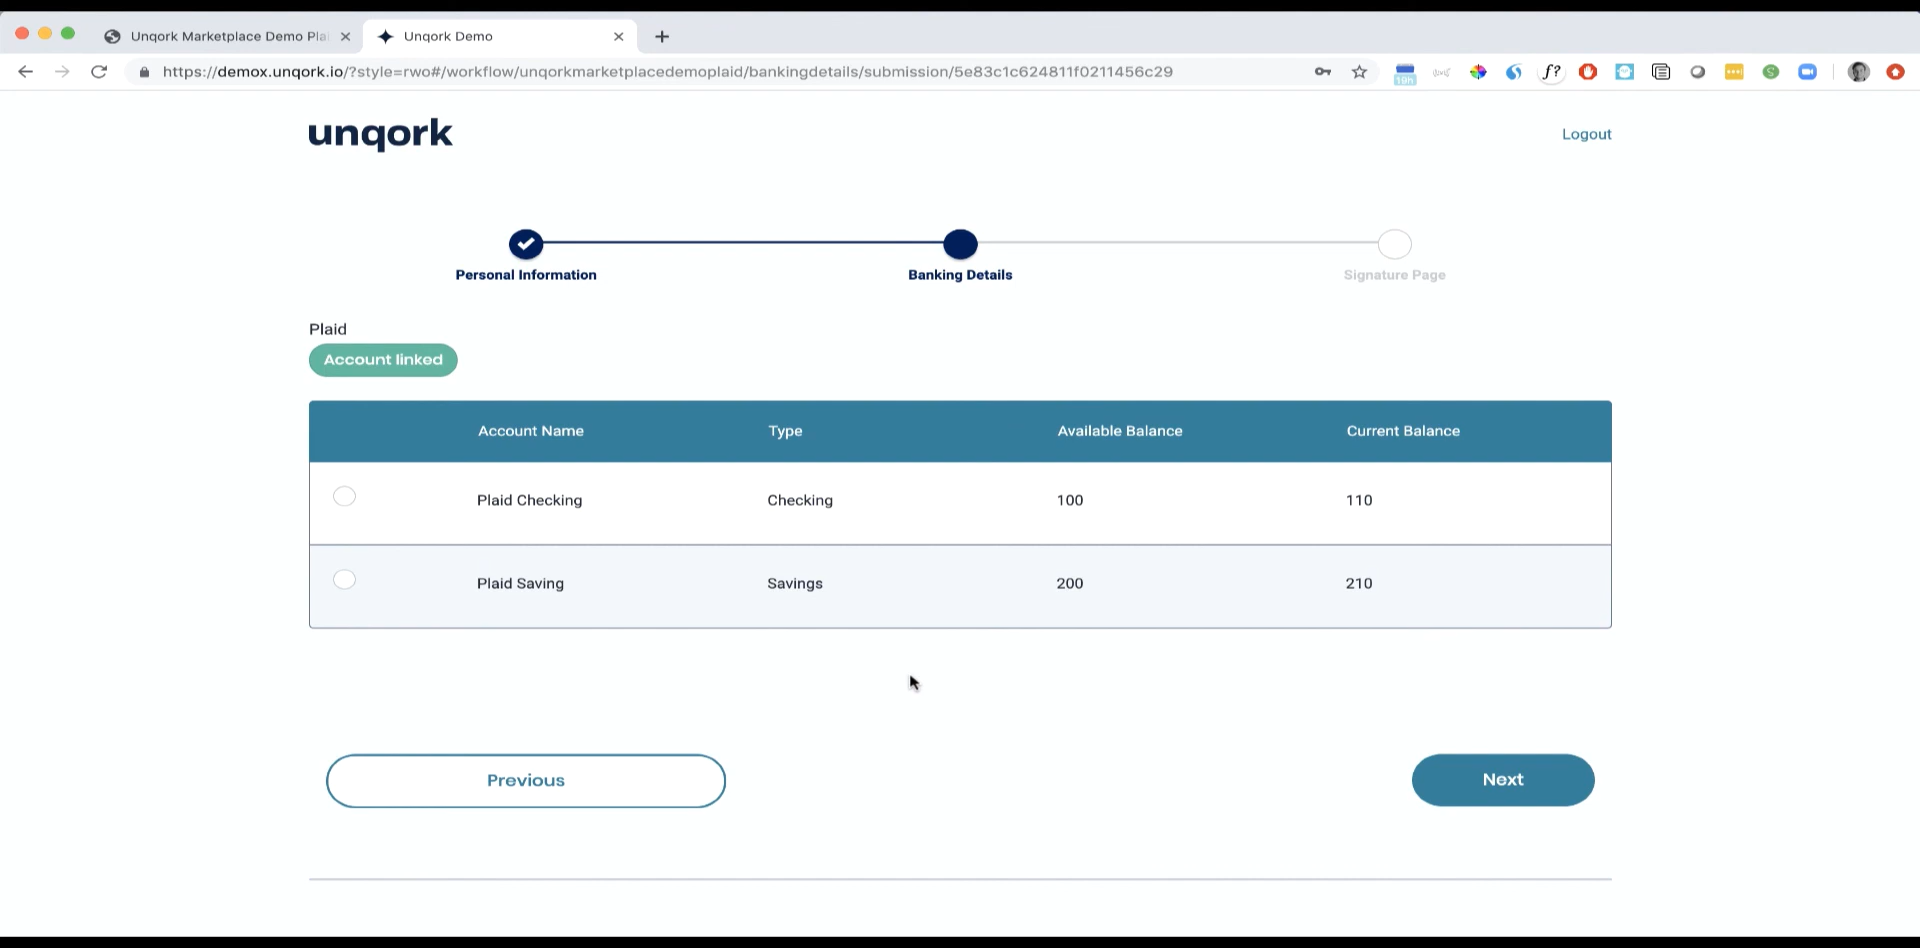 Unqork Marketplace Demo Pla
Unqork Demo
https://demox.unqork.io/?style=rwo#/workflow/unqorkmarketplacedemoplaid/bankingdetails/submission/5e83c1c624811f0211456c29
19h
f?
S
unqork
Logout
Personal Information
Banking Details
Signature Page
Plaid
Account linked
Account Name Type Available Balance Current Balance
Plaid Checking Checking 100 110
Plaid Saving Savings 200 210
Previous
Next